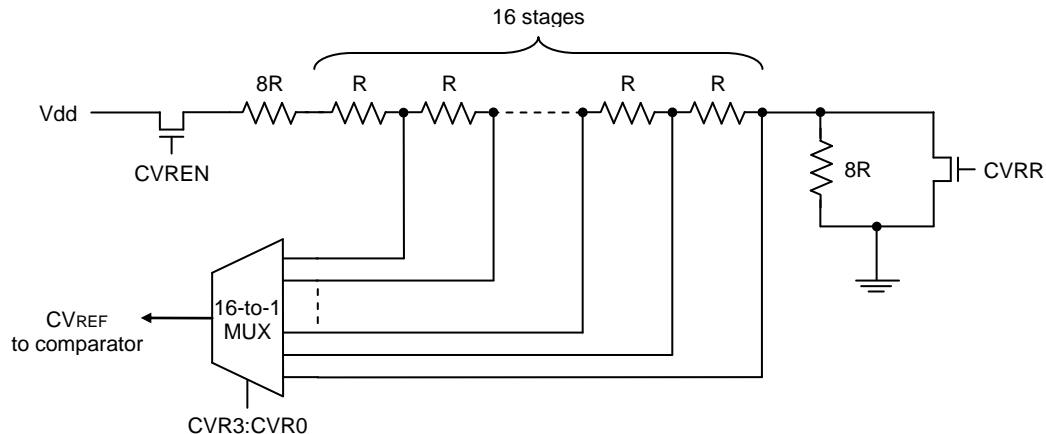 16 stages
8R
R
R
R
R
Vdd
CVREN
8R
CVRR
16-to-1
MUX
CVREF
to comparator
CVR3:CVR0